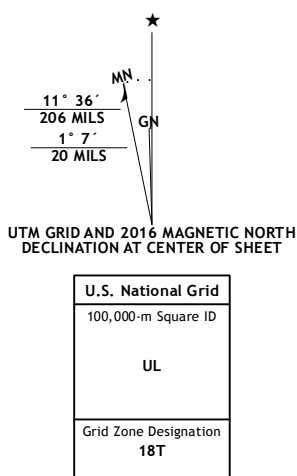 ★
MN
GN
11° 36´
206 MILS
1° 7´
20 MILS
UTM GRID AND 2016 MAGNETIC NORTH
DECLINATION AT CENTER OF SHEET
U.S. National Grid
100,000-m Square ID
UL
Grid Zone Designation
18T